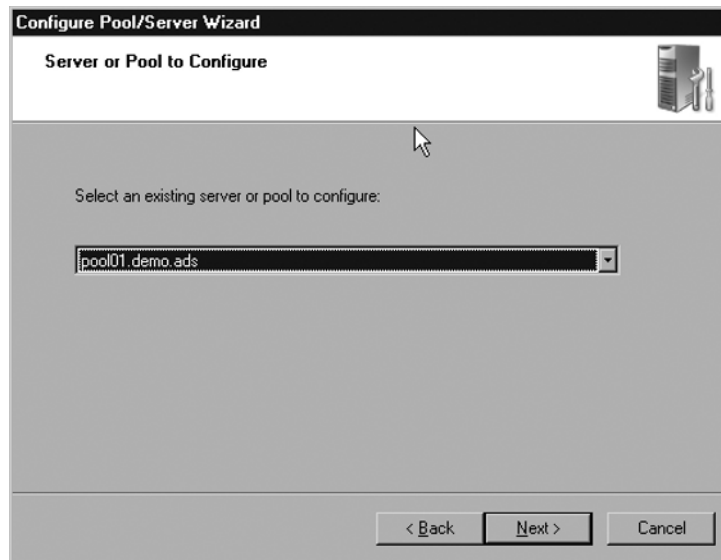 Configure Pool/Server Wizard
Server or Pool to Configure
Select an existing server or pool to configure:
pool01.demo.ads
< Back
Next >
Cancel